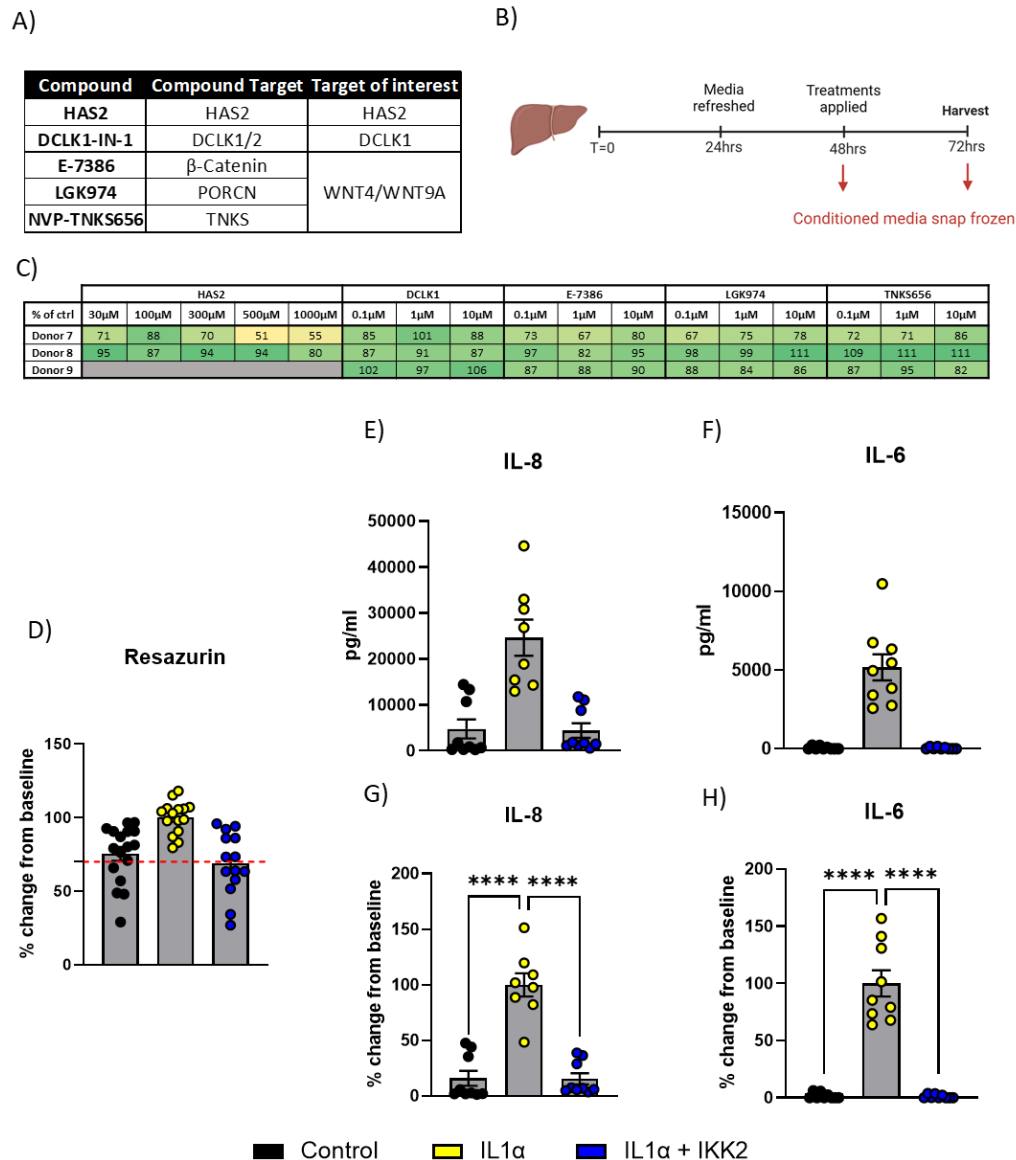 A)
Compound Compound Target Target of interest
HAS2 HAS2 HAS2
DCLK1-IN-1 DCLK1/2 DCLK1
E-7386 β-Catenin
LGK974 PORCN WNT4/WNT9A
NVP-TNKS656 TNKS
B)
Media refreshed
Treatments applied
Harvest
T=0 24hrs 48hrs 72hrs
Conditioned media snap frozen
C)
HAS2 DCLK1 E-7386 LGK974 TNKS656
% of ctrl 30µM 100µM 300µM 500µM 1000µM 0.1µM 1µM 10µM 0.1µM 1µM 10µM 0.1µM 1µM 10µM 0.1µM 1µM 10µM
Donor 7 71 88 70 51 55 85 101 88 73 67 80 67 75 78 72 71 86
Donor 8 95 87 94 94 80 87 91 87 97 82 95 98 99 111 109 111 111
Donor 9 102 97 106 87 88 90 88 84 86 87 95 82
D)
Resazurin
% change from baseline
150
100
50
0
E)
IL-8
pg/ml
50000
40000
30000
20000
10000
0
F)
IL-6
pg/ml
15000
10000
5000
0
G)
IL-8
% change from baseline
200
150
100
50
0
**** ****
H)
IL-6
% change from baseline
200
150
100
50
0
**** ****
Control IL1α IL1α + IKK2